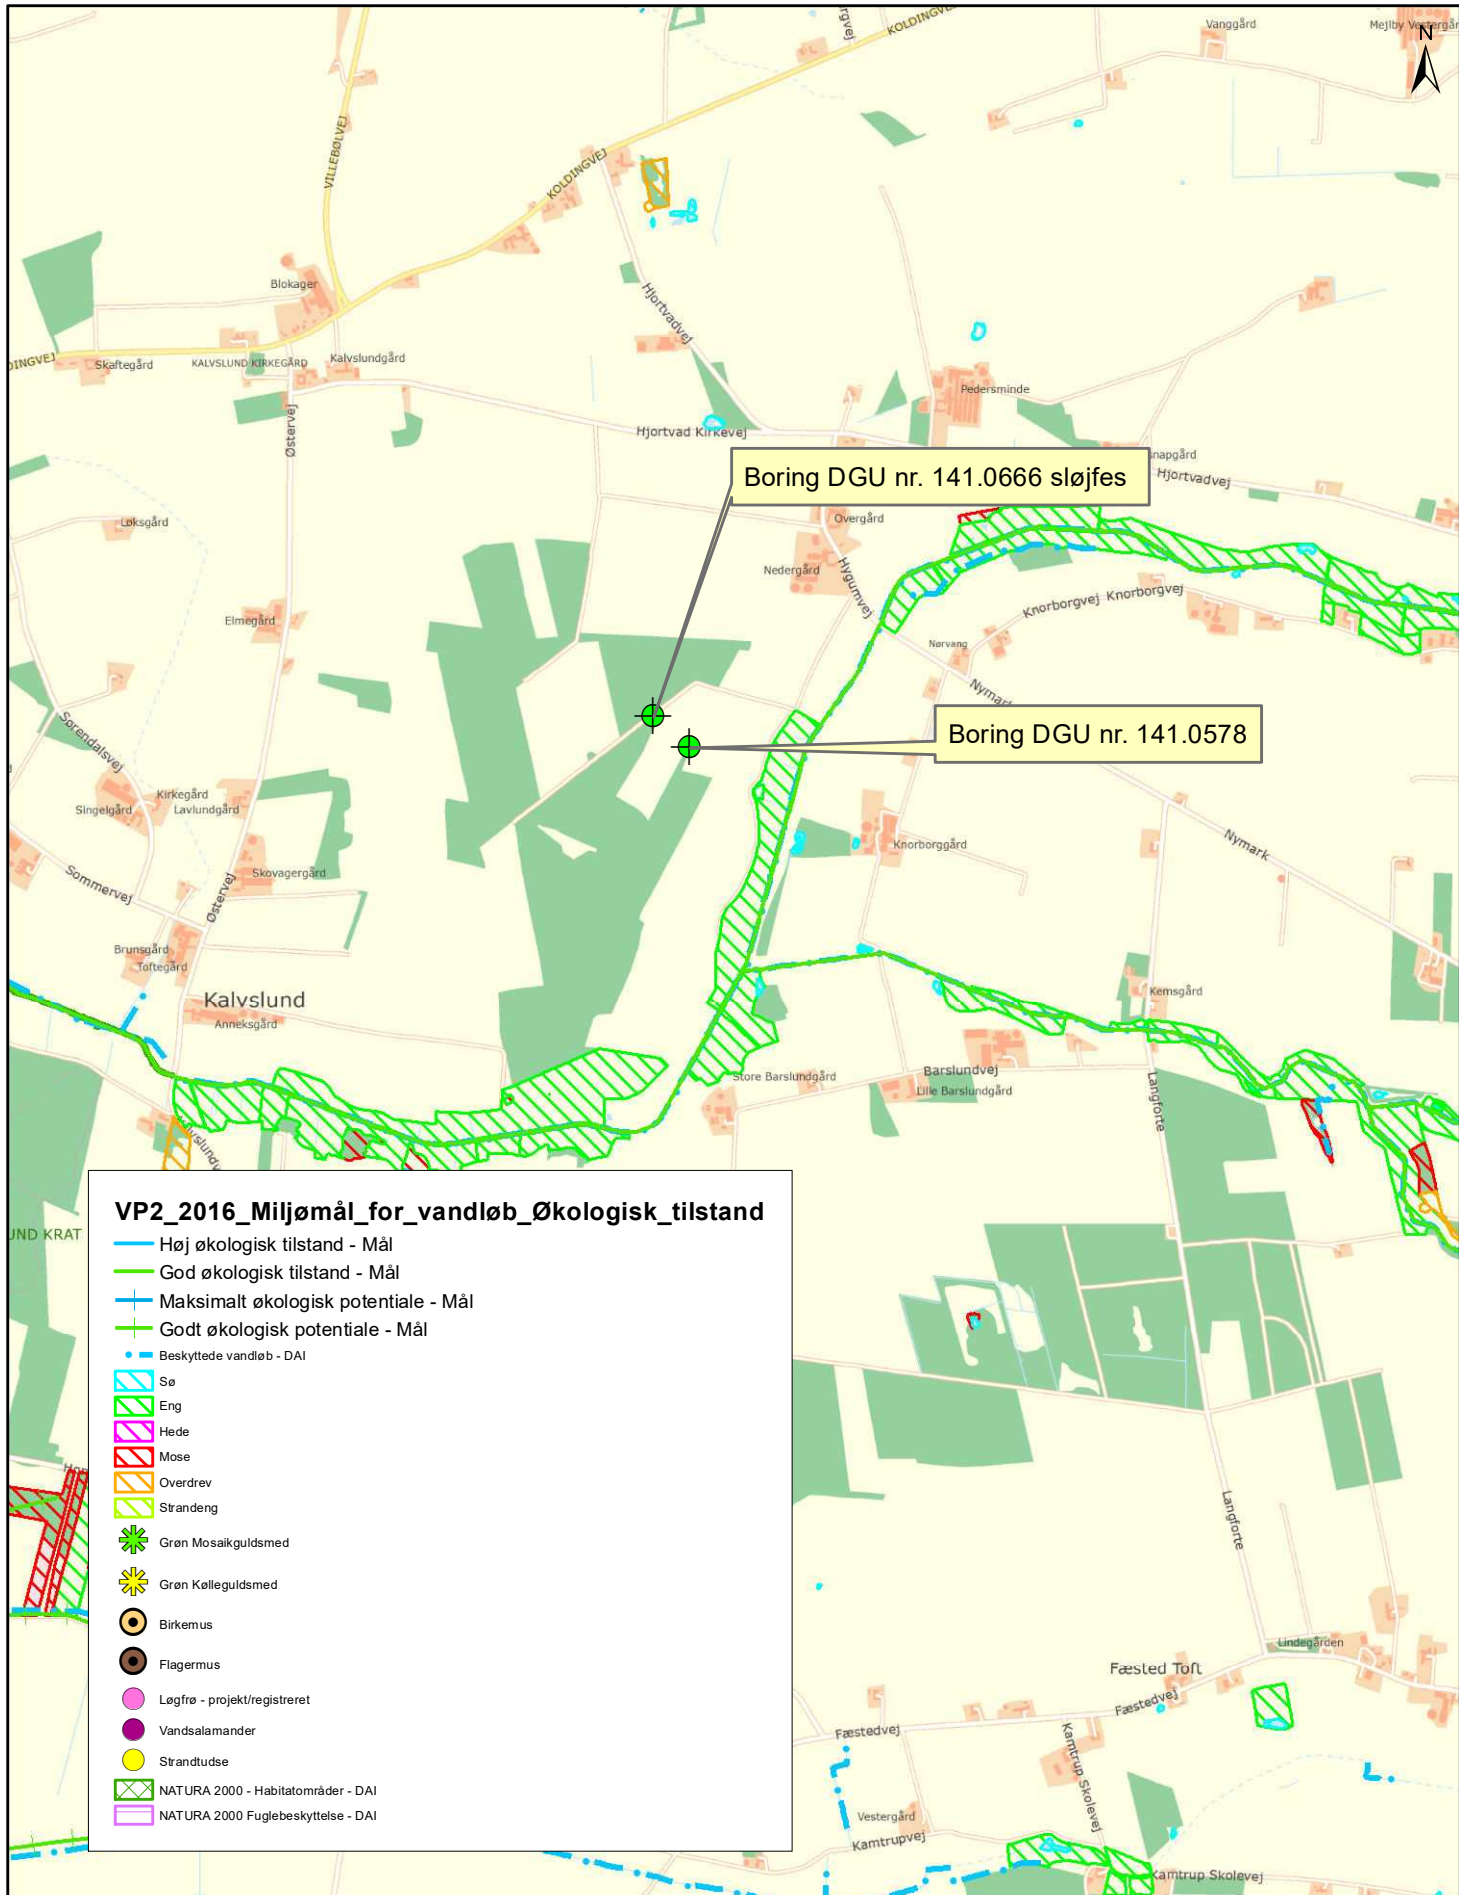 Vanggård
KOLDINGVEJ
N
VILLEBØLVEJ
KOLDINGVEJ
Blokager
Hjortvadvej
DINGVEJ
Skaftegård
KALVSLUND KIRKEGÅRD
Kalvslundgård
Pedersminde
Østervej
Hjortvad Kirkevej
snapgård
Hjortvadvej
Boring DGU nr. 141.0666 sløjfes
Løksgård
Overgård
Nedergård
Hygumvej
Knorborgvej
Knorborgvej
Elmegård
Nørvang
Nymark
Sørendalsvej
Boring DGU nr. 141.0578
Kirkegård
Singelgård
Lavlundgård
Nymark
Knorborggård
Skovagergård
Sommervej
Østervej
Brunsgård
Toftegård
Kemsgård
Kalvslund
Anneksgård
Store Barslundgård
Barslundvej
Lille Barslundgård
Langforte
UND KRAT
VP2_2016_Miljømål_for_vandløb_Økologisk_tilstand
Høj økologisk tilstand - Mål
God økologisk tilstand - Mål
Maksimalt økologisk potentiale - Mål
Godt økologisk potentiale - Mål
Beskyttede vandløb - DAI
Sø
Eng
Hede
Mose
Overdrev
Strandeng
Grøn Mosaikguldsmed
Grøn Kølleguldsmed
Birkemus
Flagermus
Løgfrø - projekt/registreret
Vandsalamander
Strandtudse
NATURA 2000 - Habitatområder - DAI
NATURA 2000 Fuglebeskyttelse - DAI
Langforte
Lindegården
Fæsted Toft
Fæstedvej
Fæstedvej
Kamtrup Skolevej
Vestergård
Kamtrupvej
Kamtrup Skolevej